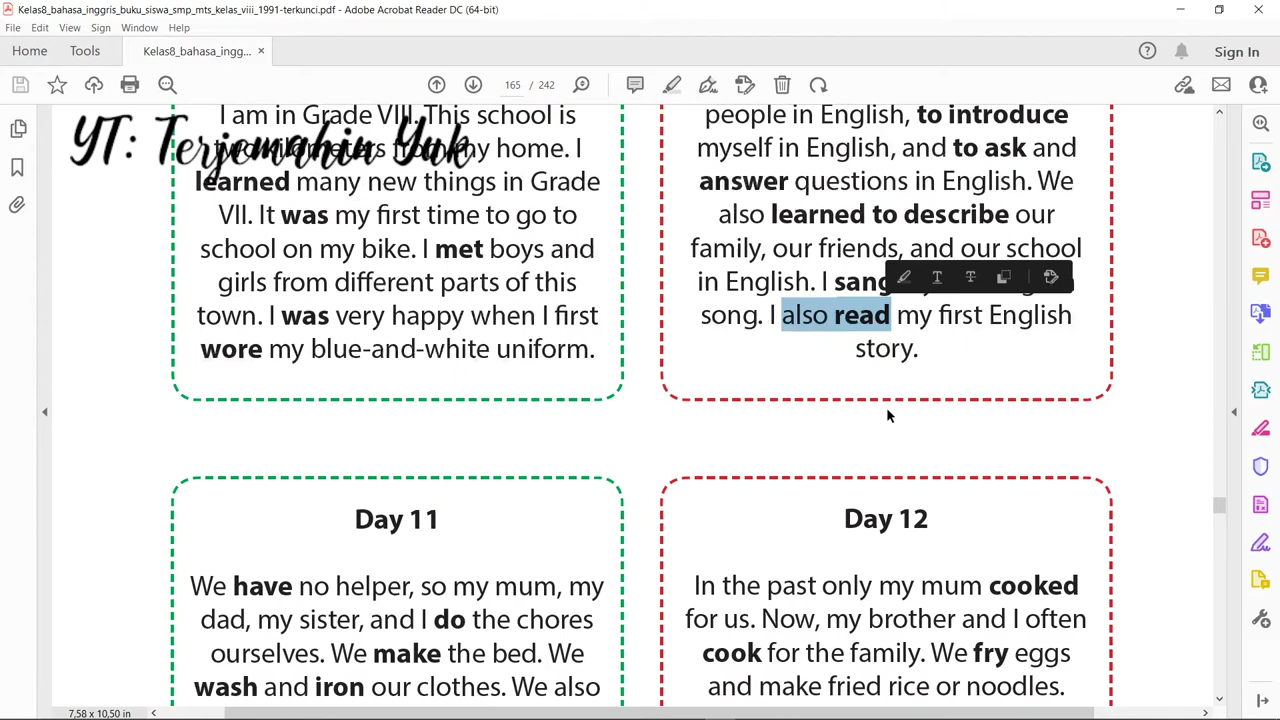 Kelas8_bahasa_inggris_buku_siswa_smp_mts_kelas_viii_1991-terkunci.pdf - Adobe Acrobat Reader DC (64-bit)
File Edit View Sign Window Help
Home Tools Kelas8_bahasa_ingg... × Sign In
165 / 242
YT: Terjemahin Yuk
I am in Grade VIII. This school is
two kilometers from my home. I
learned many new things in Grade
VII. It was my first time to go to
school on my bike. I met boys and
girls from different parts of this
town. I was very happy when I first
wore my blue-and-white uniform.
people in English, to introduce
myself in English, and to ask and
answer questions in English. We
also learned to describe our
family, our friends, and our school
in English. I sang
song. I also read my first English
story.
Day 11
We have no helper, so my mum, my
dad, my sister, and I do the chores
ourselves. We make the bed. We
wash and iron our clothes. We also
Day 12
In the past only my mum cooked
for us. Now, my brother and I often
cook for the family. We fry eggs
and make fried rice or noodles.
7,58 x 10,50 in